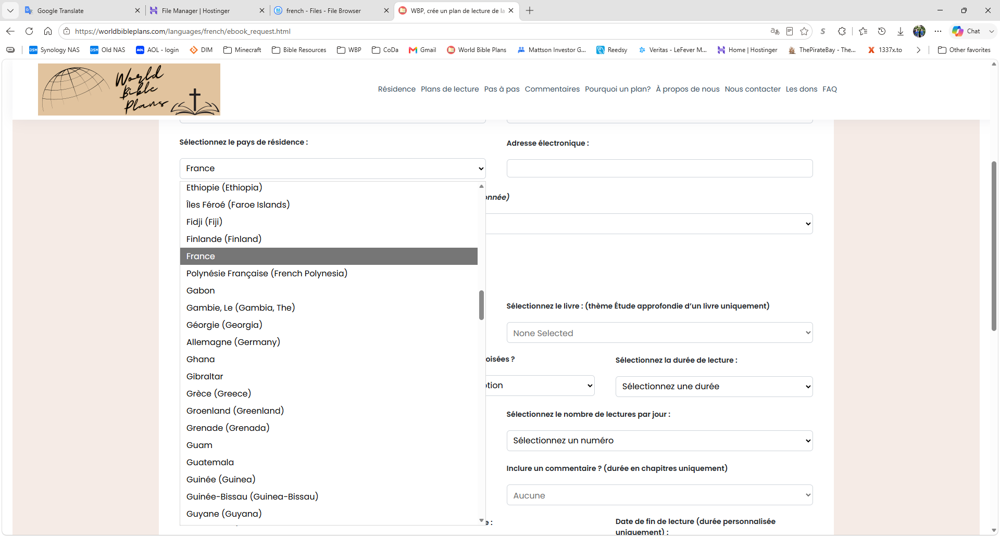 Google Translate
File Manager | Hostinger
french - Files - File Browser
WBP, crée un plan de lecture de la
https://worldbibleplans.com/languages/french/ebook_request.html
Chat
Synology NAS
Old NAS
AOL - login
DIM
Minecraft
Bible Resources
WBP
CoDa
Gmail
World Bible Plans
Mattson Investor G...
Reedsy
Veritas - LeFever M...
Home | Hostinger
ThePirateBay - The...
1337x.to
Other favorites
World
Bible
Plans
Résidence Plans de lecture Pas à pas Commentaires Pourquoi un plan? À propos de nous Nous contacter Les dons FAQ
Sélectionnez le pays de résidence :
Adresse électronique :
France
Ethiopie (Ethiopia)
Îles Féroé (Faroe Islands)
Fidji (Fiji)
Finlande (Finland)
France
Polynésie Française (French Polynesia)
Gabon
Gambie, Le (Gambia, The)
Géorgie (Georgia)
Allemagne (Germany)
Ghana
Gibraltar
Grèce (Greece)
Groenland (Greenland)
Grenade (Grenada)
Guam
Guatemala
Guinée (Guinea)
Guinée-Bissau (Guinea-Bissau)
Guyane (Guyana)
onnée)
Sélectionnez le livre : (thème Étude approfondie d’un livre uniquement)
None Selected
oisées ?
Sélectionnez la durée de lecture :
otion
Sélectionnez une durée
Sélectionnez le nombre de lectures par jour :
Sélectionnez un numéro
Inclure un commentaire ? (durée en chapitres uniquement)
Aucune
e :
Date de fin de lecture (durée personnalisée
uniquement) :